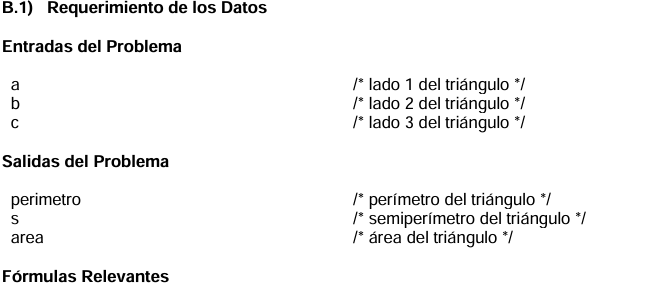 B.1) Requerimiento de los Datos
Entradas del Problema
a /* lado 1 del triángulo */
b /* lado 2 del triángulo */
c /* lado 3 del triángulo */
Salidas del Problema
perimetro /* perímetro del triángulo */
s /* semiperímetro del triángulo */
area /* área del triángulo */
Fórmulas Relevantes